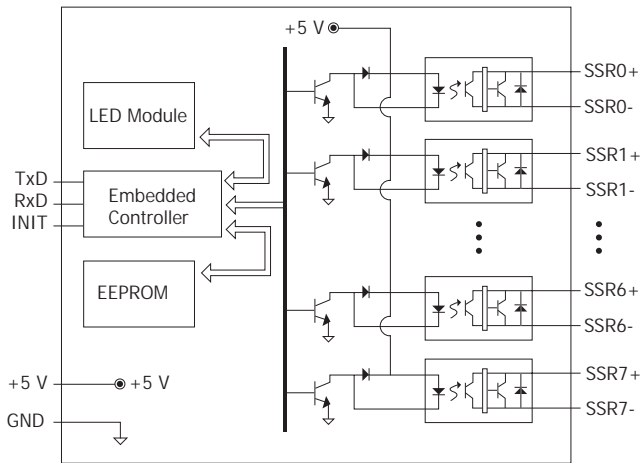 +5 V
SSR0+
LED Module
SSR0-
SSR1+
TxD
RxD
INIT
Embedded
Controller
SSR1-
EEPROM
SSR6+
SSR6-
+5 V
+5 V
SSR7+
GND
SSR7-